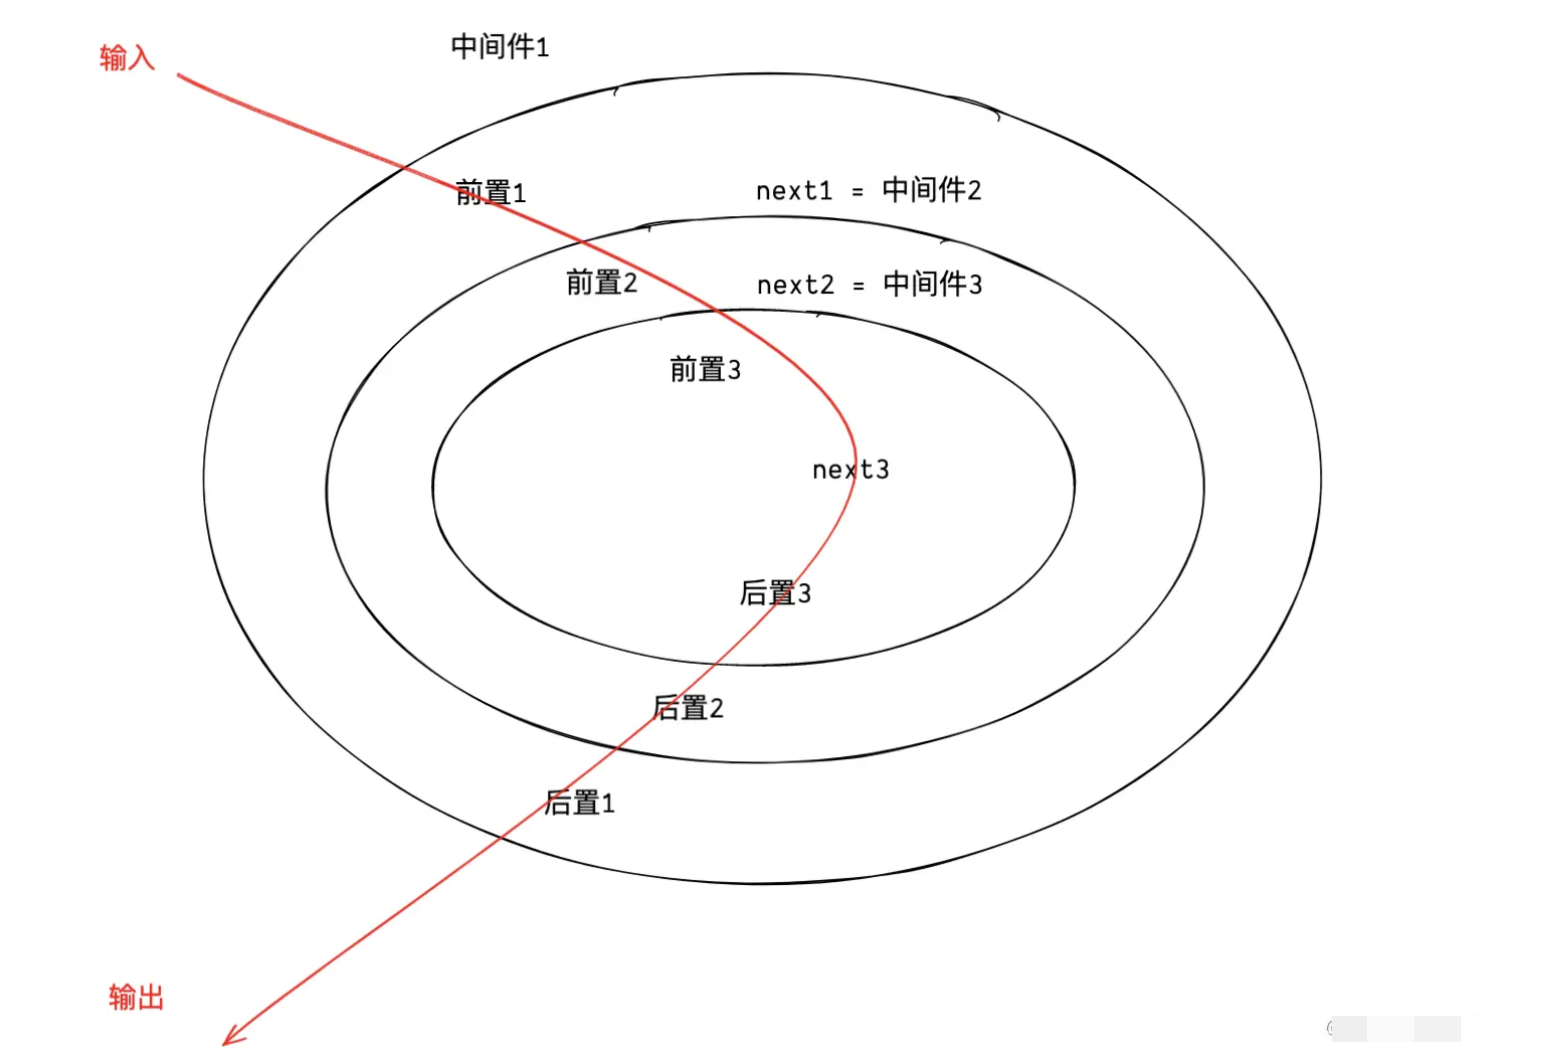 中间件1
输入
前置1
next1 = 中间件2
前置2
next2 = 中间件3
前置3
next3
后置3
后置2
后置1
输出